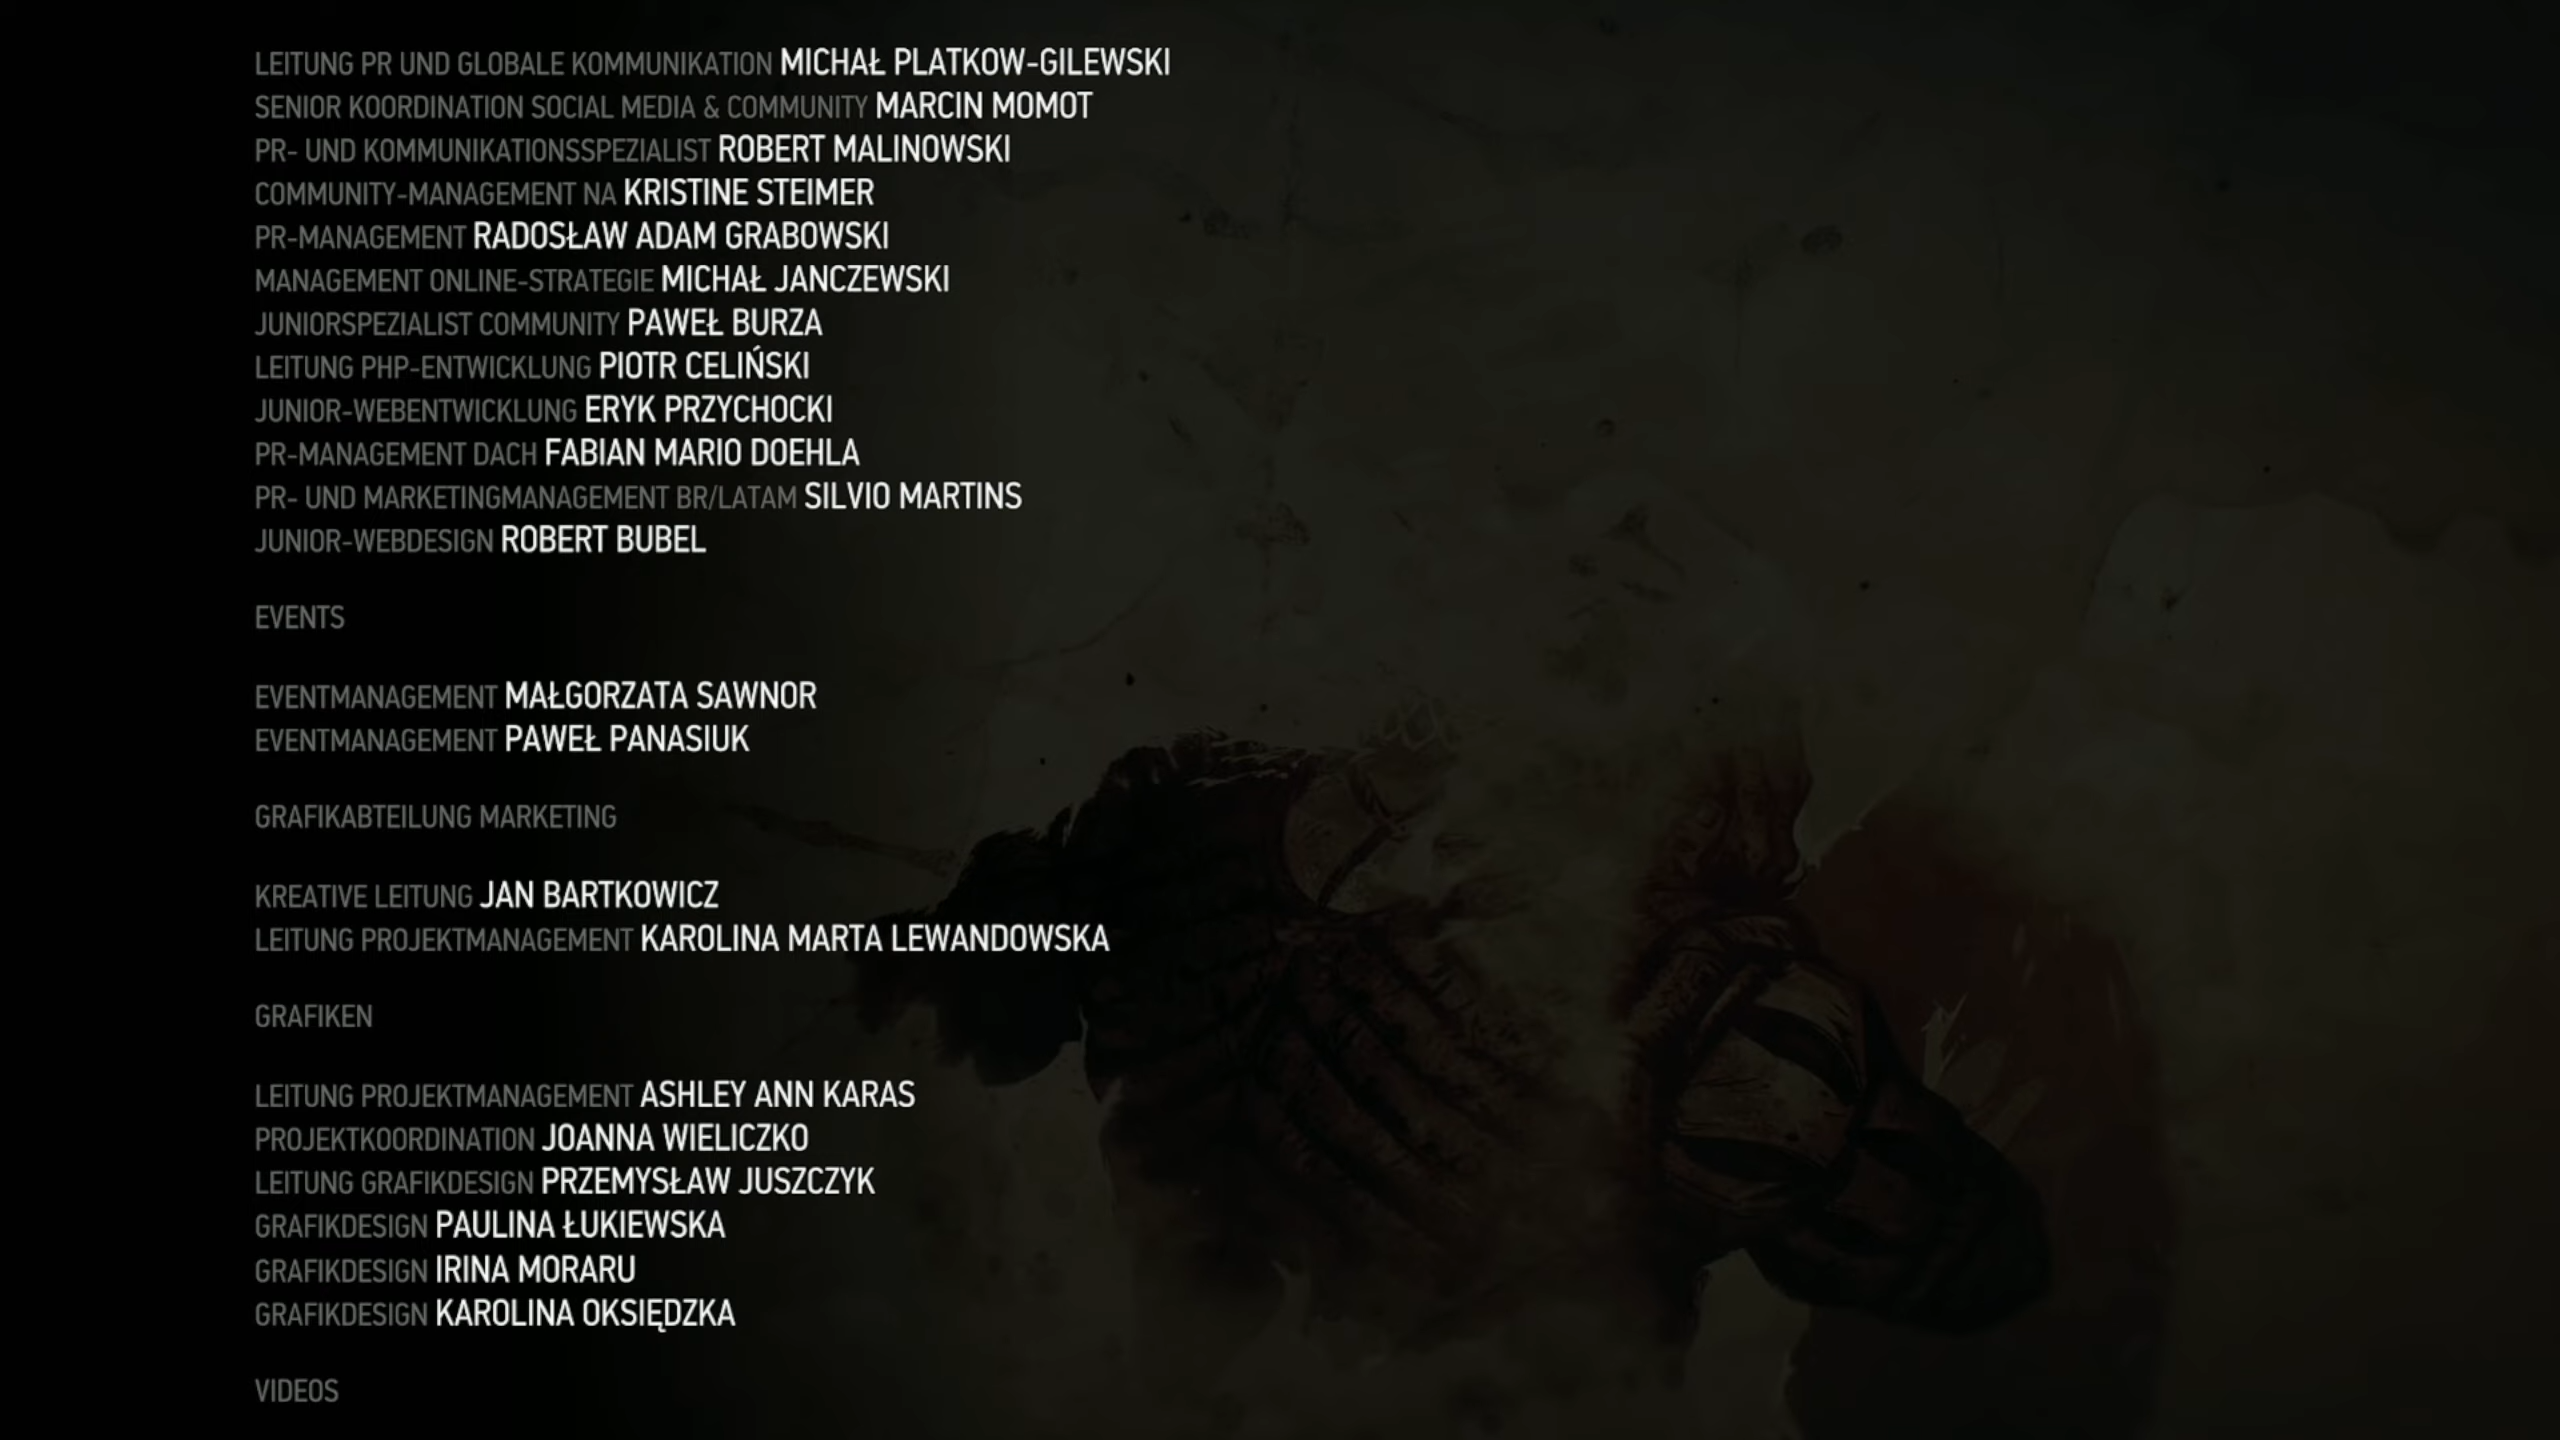 LEITUNG PR UND GLOBALE KOMMUNIKATION MICHAŁ PLATKOW-GILEWSKI
SENIOR KOORDINATION SOCIAL MEDIA & COMMUNITY MARCIN MOMOT
PR- UND KOMMUNIKATIONSSPEZIALIST ROBERT MALINOWSKI
COMMUNITY-MANAGEMENT NA KRISTINE STEIMER
PR-MANAGEMENT RADOSŁAW ADAM GRABOWSKI
MANAGEMENT ONLINE-STRATEGIE MICHAŁ JANCZEWSKI
JUNIORSPEZIALIST COMMUNITY PAWEŁ BURZA
LEITUNG PHP-ENTWICKLUNG PIOTR CELIŃSKI
JUNIOR-WEBENTWICKLUNG ERYK PRZYCHOCKI
PR-MANAGEMENT DACH FABIAN MARIO DOEHLA
PR- UND MARKETINGMANAGEMENT BR/LATAM SILVIO MARTINS
JUNIOR-WEBDESIGN ROBERT BUBEL
EVENTS
EVENTMANAGEMENT MAŁGORZATA SAWNOR
EVENTMANAGEMENT PAWEŁ PANASIUK
GRAFIKABTEILUNG MARKETING
KREATIVE LEITUNG JAN BARTKOWICZ
LEITUNG PROJEKTMANAGEMENT KAROLINA MARTA LEWANDOWSKA
GRAFIKEN
LEITUNG PROJEKTMANAGEMENT ASHLEY ANN KARAS
PROJEKTKOORDINATION JOANNA WIELICZKO
LEITUNG GRAFIKDESIGN PRZEMYSŁAW JUSZCZYK
GRAFIKDESIGN PAULINA ŁUKIEWSKA
GRAFIKDESIGN IRINA MORARU
GRAFIKDESIGN KAROLINA OKSIĘDZKA
VIDEOS